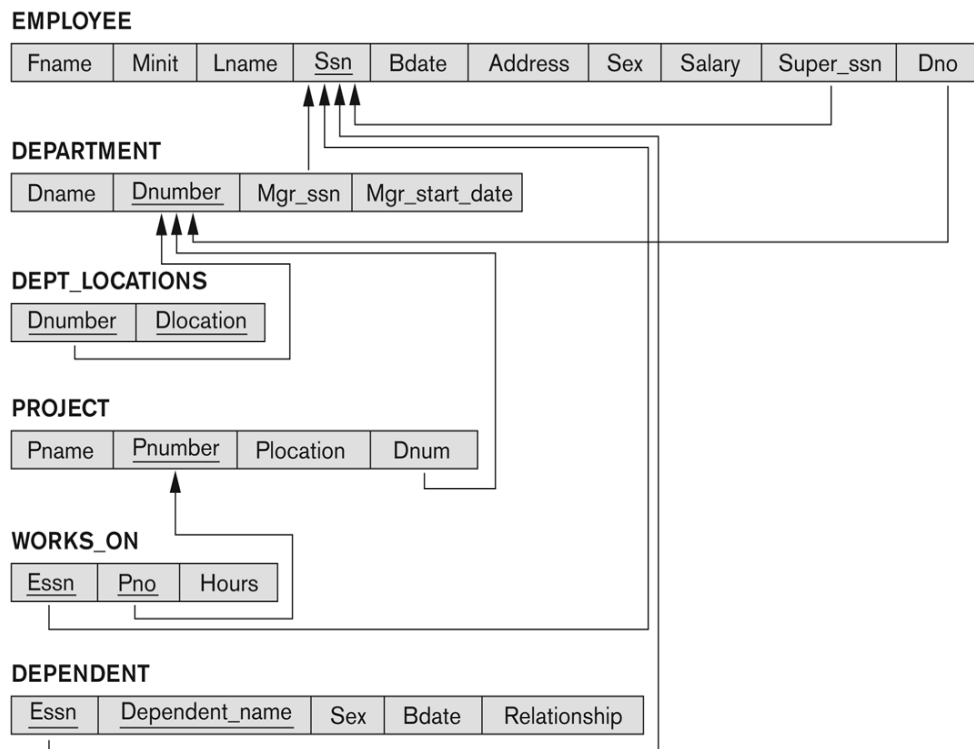 EMPLOYEE
Fname Minit Lname Ssn Bdate Address Sex Salary Super_ssn Dno
DEPARTMENT
Dname Dnumber Mgr_ssn Mgr_start_date
DEPT_LOCATIONS
Dnumber Dlocation
PROJECT
Pname Pnumber Plocation Dnum
WORKS_ON
Essn Pno Hours
DEPENDENT
Essn Dependent_name Sex Bdate Relationship